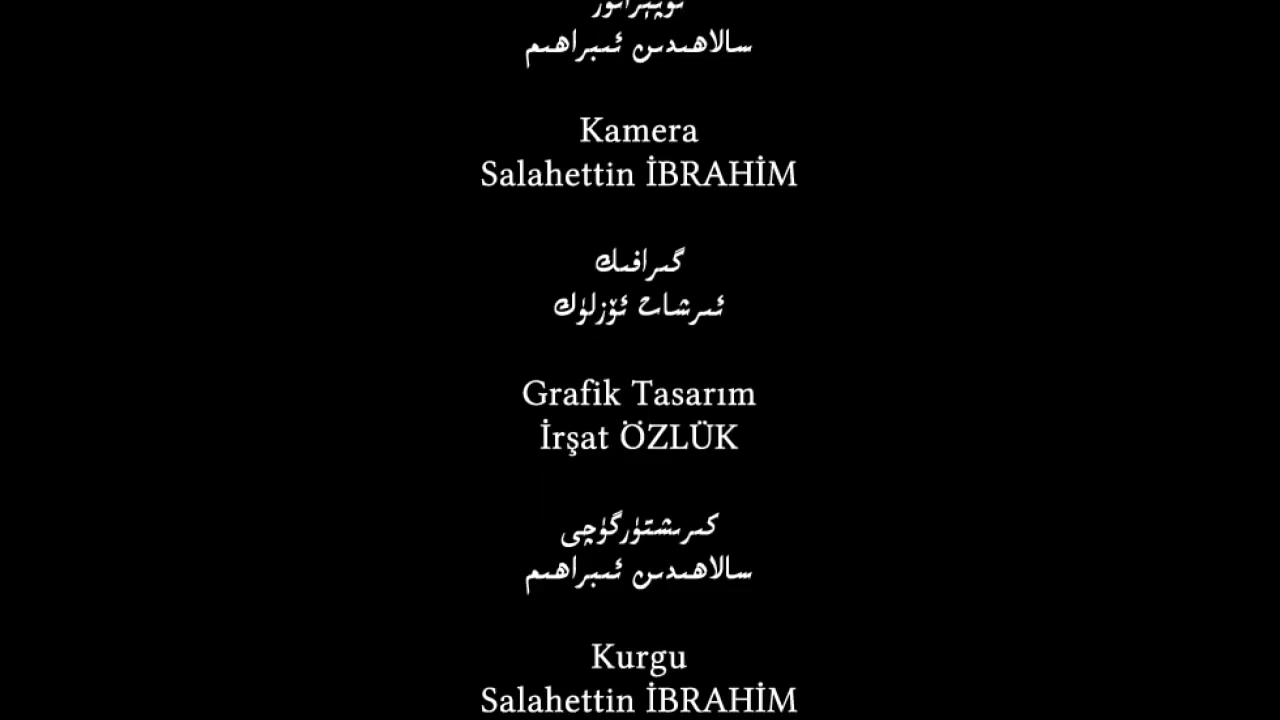 سالاھىدىن ئىبراھىم
Kamera
Salahettin İBRAHİM
گىرافىك
ئىرشات ئۆزلۈك
Grafik Tasarım
İrşat ÖZLÜK
كىرىشتۈرگۈچى
سالاھىدىن ئىبراھىم
Kurgu
Salahettin İBRAHİM